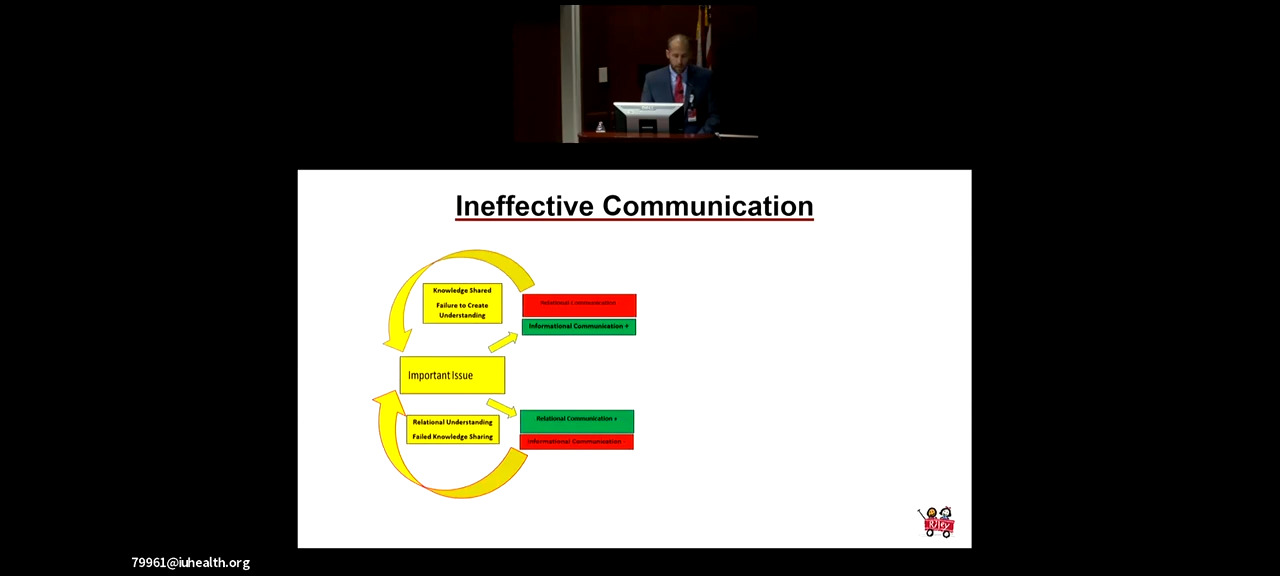 Ineffective Communication
Knowledge Shared
Failure to Create
Understanding
Relational Communication
Informational Communication +
Important Issue
Relational Understanding
Failed Knowledge Sharing
Relational Communication +
Informational Communication
Riley
79961@iuhealth.org